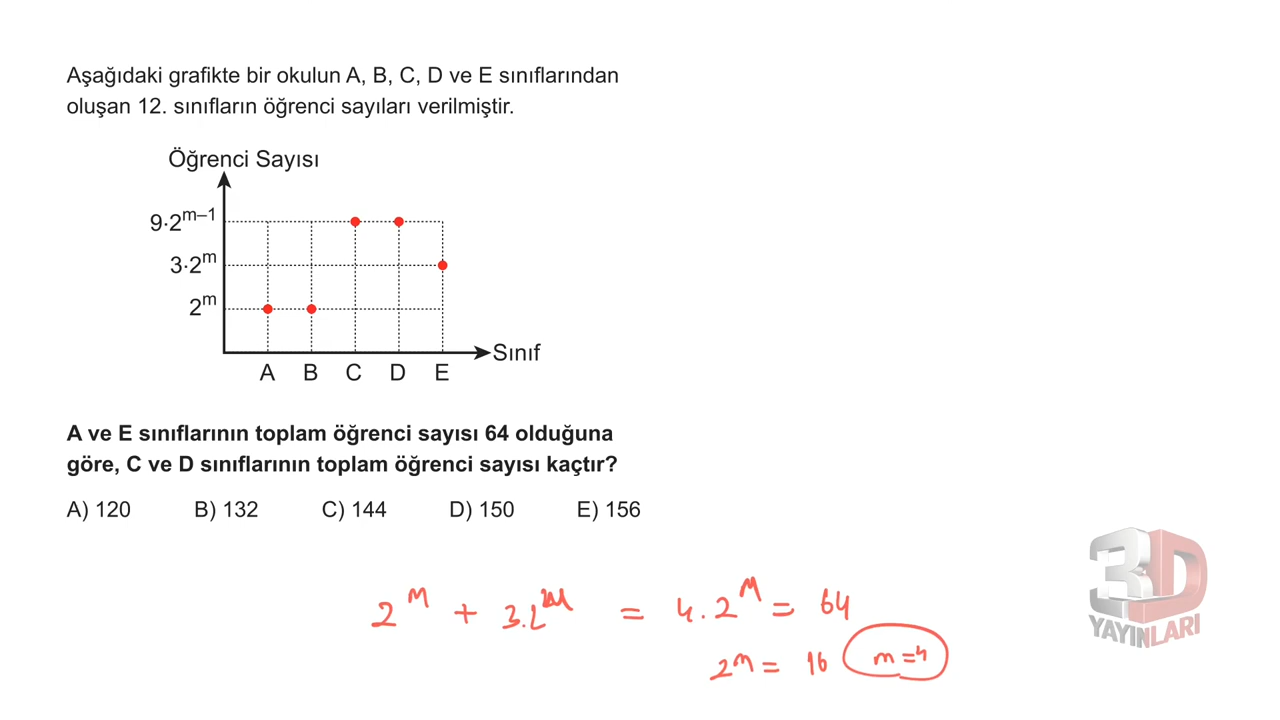 Aşağıdaki grafikte bir okulun A, B, C, D ve E sınıflarından
oluşan 12. sınıfların öğrenci sayıları verilmiştir.
Öğrenci Sayısı
9·2^{m–1}
3·2^m
2^m
Sınıf
A B C D E
A ve E sınıflarının toplam öğrenci sayısı 64 olduğuna
göre, C ve D sınıflarının toplam öğrenci sayısı kaçtır?
A) 120 B) 132 C) 144 D) 150 E) 156
2^m + 3.2^m = 4.2^m = 64
2^m = 16 m=4
3D
YAYINLARI